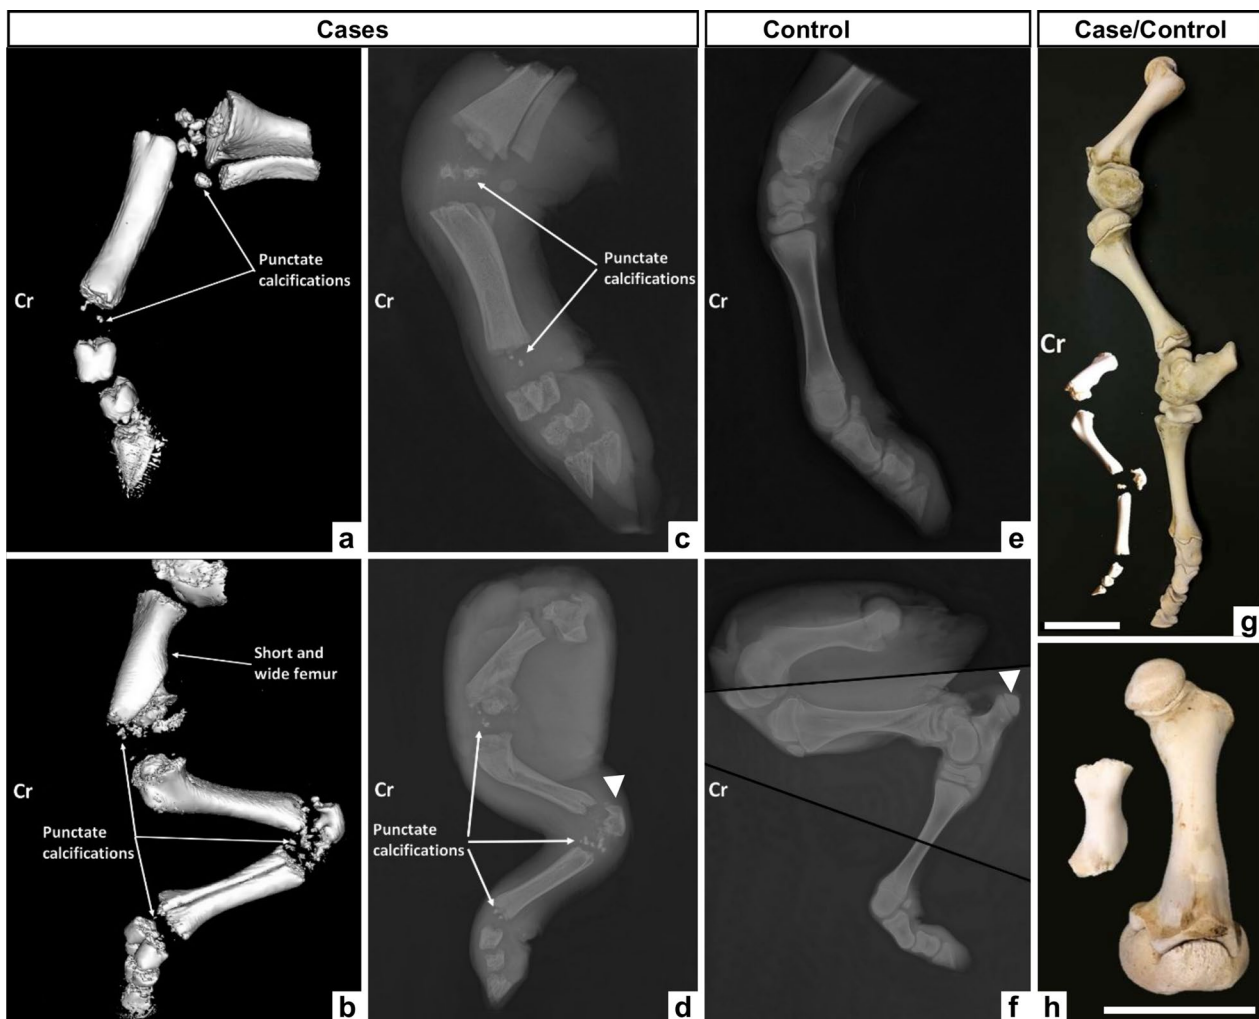 Cases
Control
Case/Control
Punctate
calcifications
Cr
a
Punctate
calcifications
Cr
c
Cr
e
Cr
g
Short and
wide femur
Cr
Punctate
calcifications
b
Cr
Punctate
calcifications
d
Cr
f
h